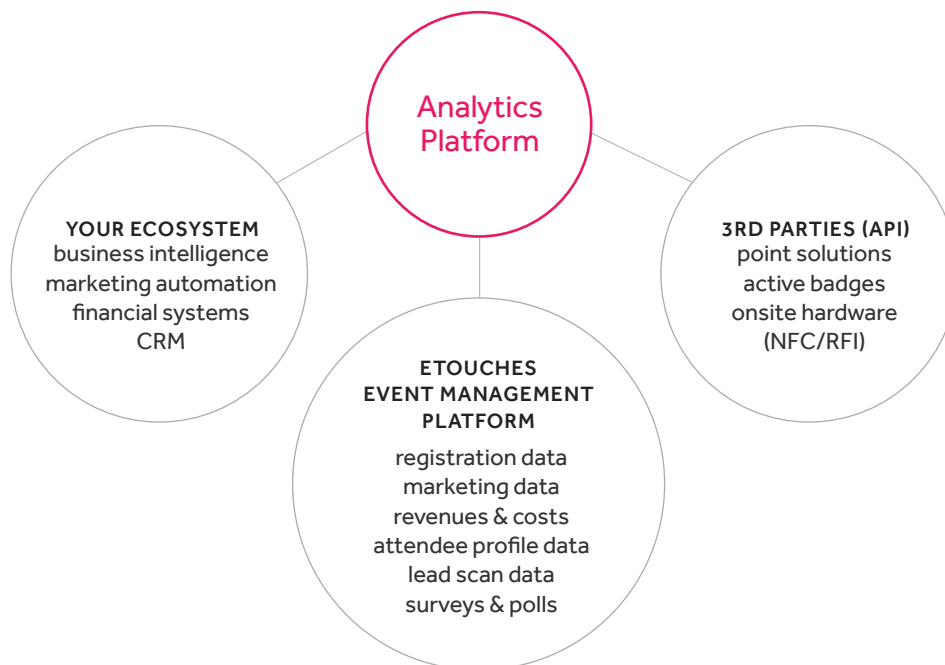 Analytics
Platform
YOUR ECOSYSTEM
business intelligence
marketing automation
financial systems
CRM
3RD PARTIES (API)
point solutions
active badges
onsite hardware
(NFC/RFI)
ETOUCHES
EVENT MANAGEMENT
PLATFORM
registration data
marketing data
revenues & costs
attendee profile data
lead scan data
surveys & polls